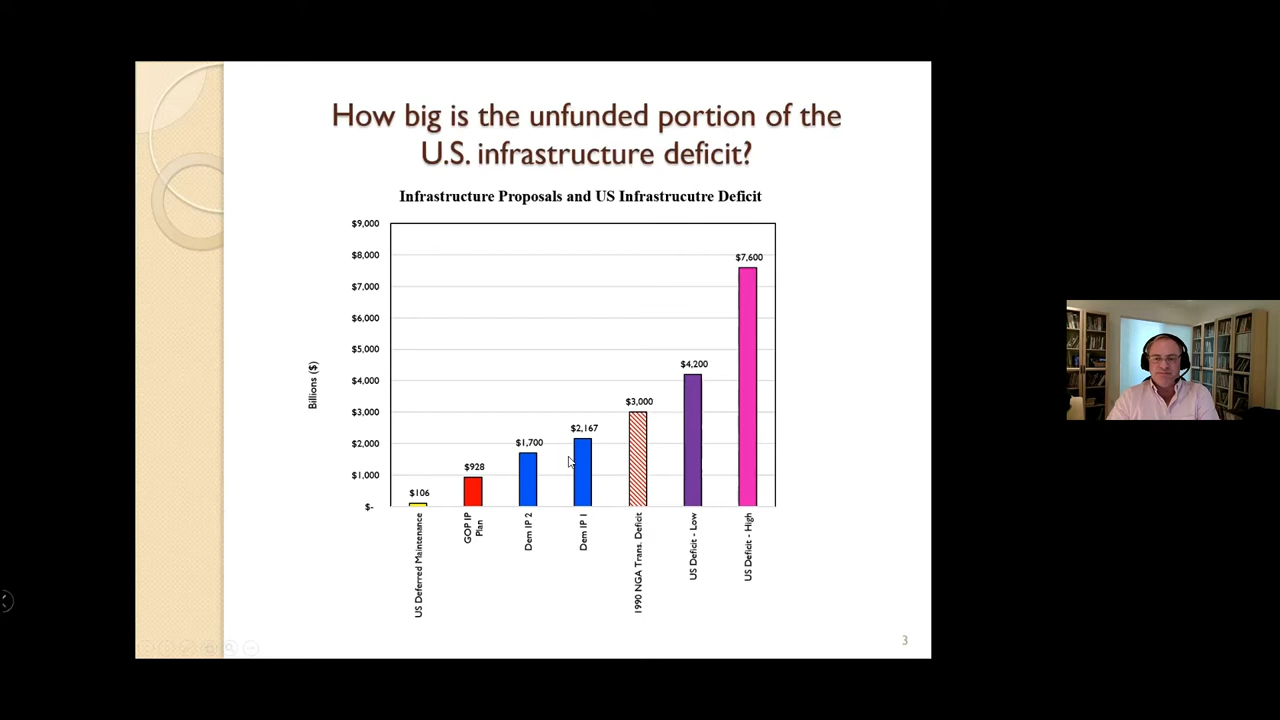 How big is the unfunded portion of the
U.S. infrastructure deficit?
Infrastructure Proposals and US Infrastrucutre Deficit
Billions ($)
$9,000
$8,000
$7,000
$6,000
$5,000
$4,000
$3,000
$2,000
$1,000
$-
$106
$928
$1,700
$2,167
$3,000
$4,200
$7,600
US Deferred Maintenance
GOP IP
Plan
Dem IP 2
Dem IP 1
1990 NGA Trans. Deficit
US Deficit - Low
US Deficit - High
3